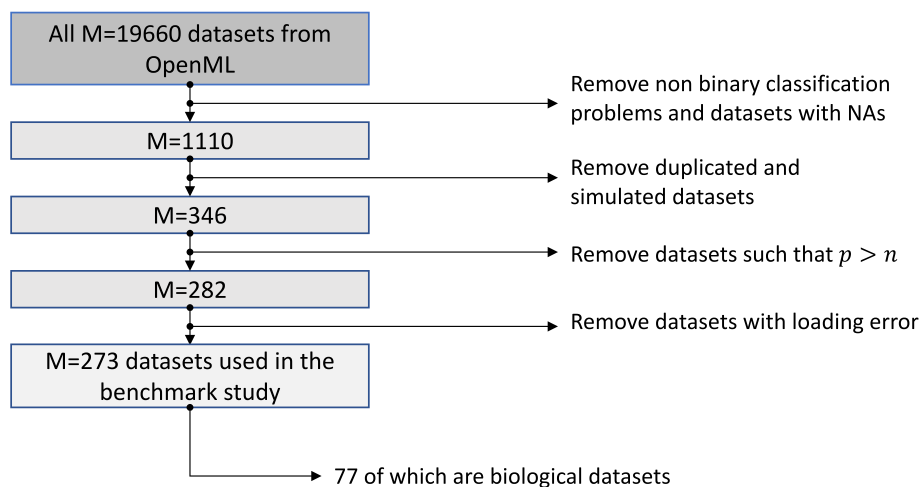 All M=19660 datasets from
OpenML
Remove non binary classification
problems and datasets with NAs
M=1110
Remove duplicated and
simulated datasets
M=346
Remove datasets such that p > n
M=282
Remove datasets with loading error
M=273 datasets used in the
benchmark study
77 of which are biological datasets